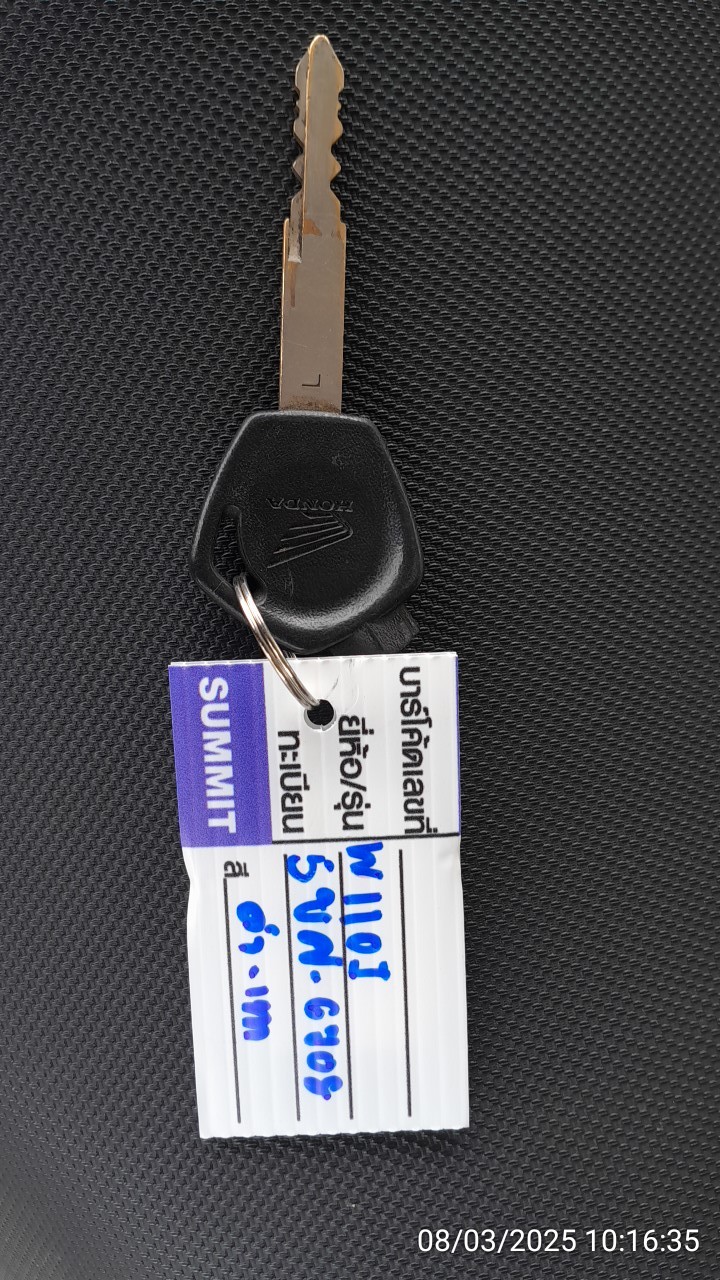 HONDA
SUMMIT
บาร์โค้ดเลขที่
ยี่ห้อ/รุ่น W110I
ทะเบียน 5ขศ-6708
สี ดำ-เทา
08/03/2025 10:16:35